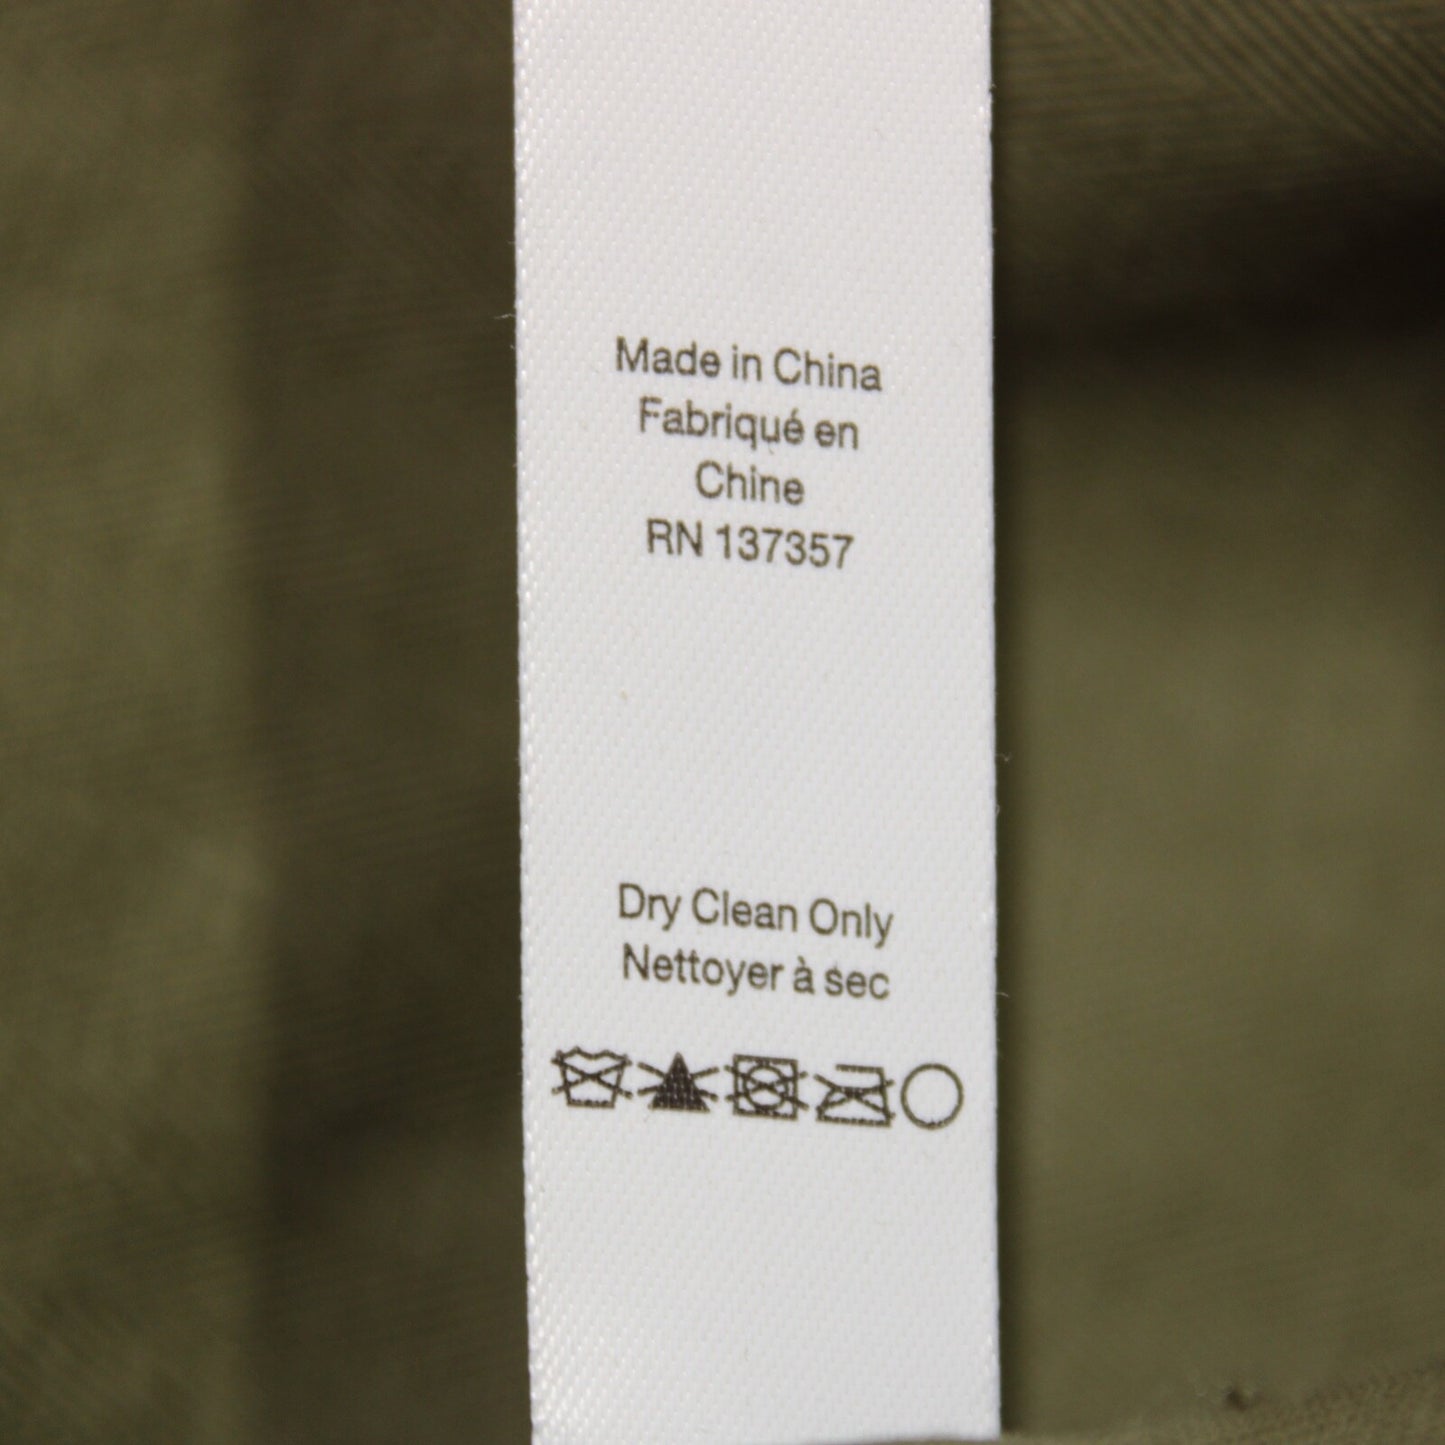 Made in China
Fabriqué en
Chine
RN 137357
Dry Clean Only
Nettoyer à sec